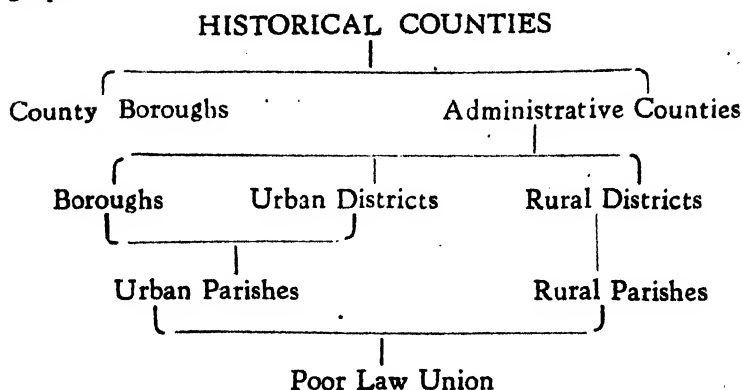 HISTORICAL COUNTIES
County Boroughs Administrative Counties
Boroughs Urban Districts Rural Districts
Urban Parishes Rural Parishes
Poor Law Union